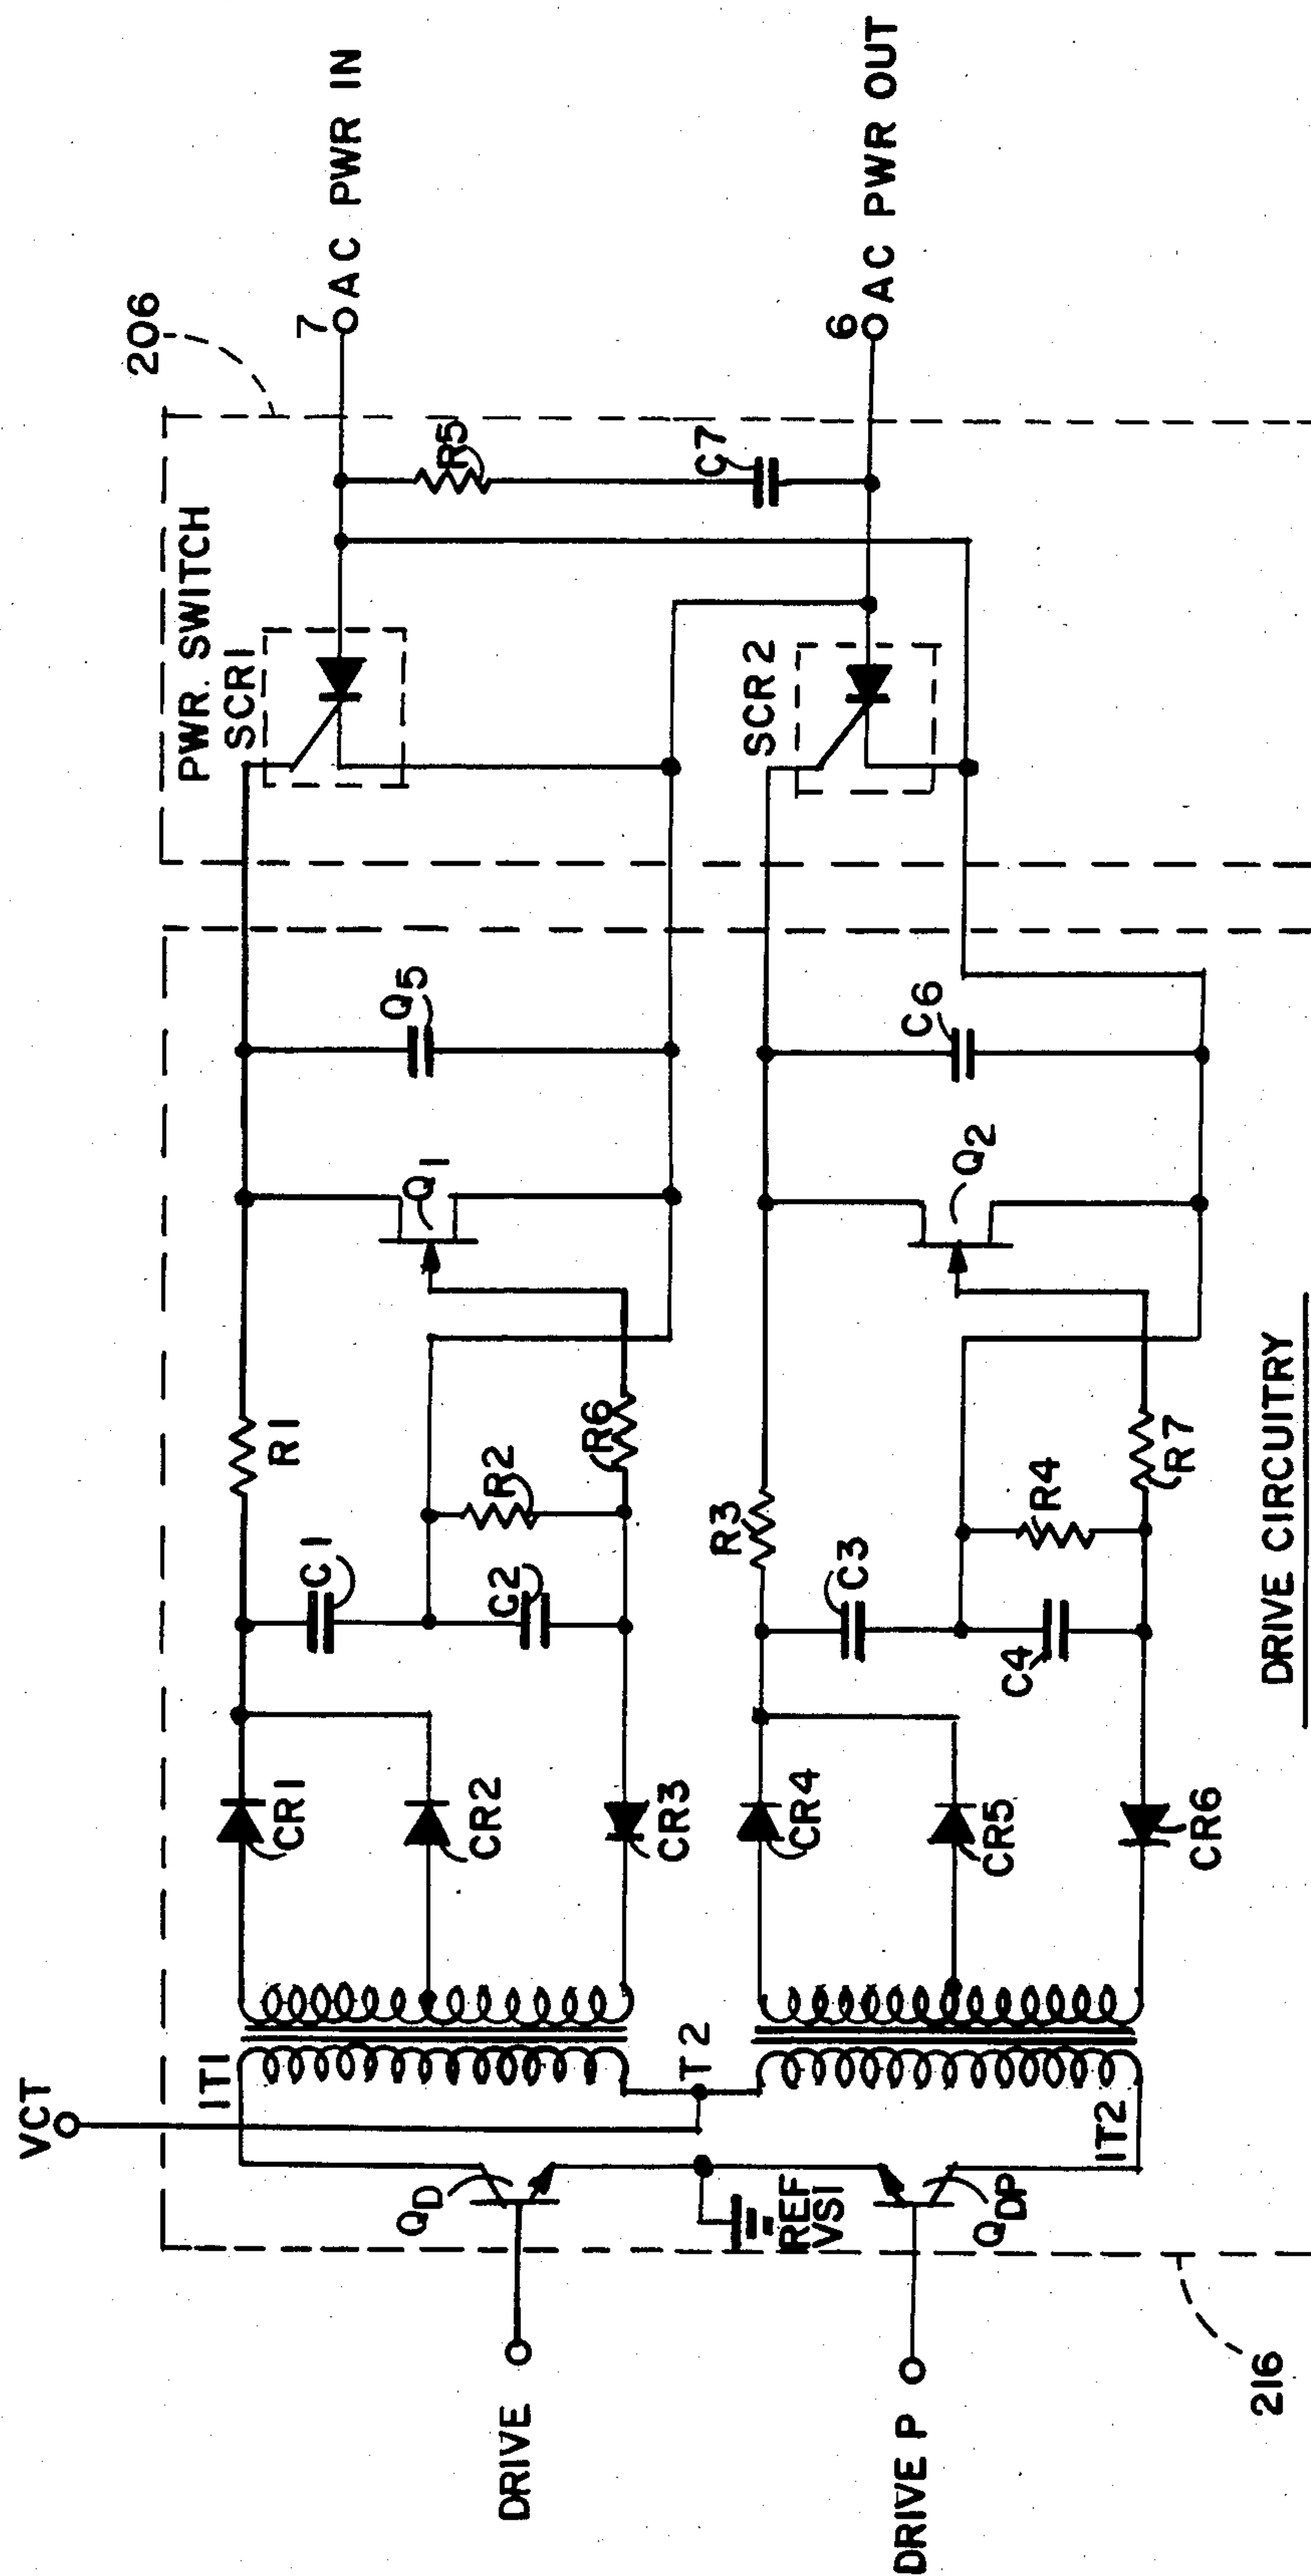 VCT
206
PWR. SWITCH
SCR1
7
AC PWR IN
R5
C7
SCR2
6
AC PWR OUT
1T1
CR1
CR2
CR3
C1
C2
R1
R2
R6
Q1
Q5
T2
QD
DRIVE
REF
VS1
QDP
DRIVE P
1T2
CR4
CR5
CR6
R3
C3
C4
R4
R7
Q2
C6
216
DRIVE CIRCUITRY